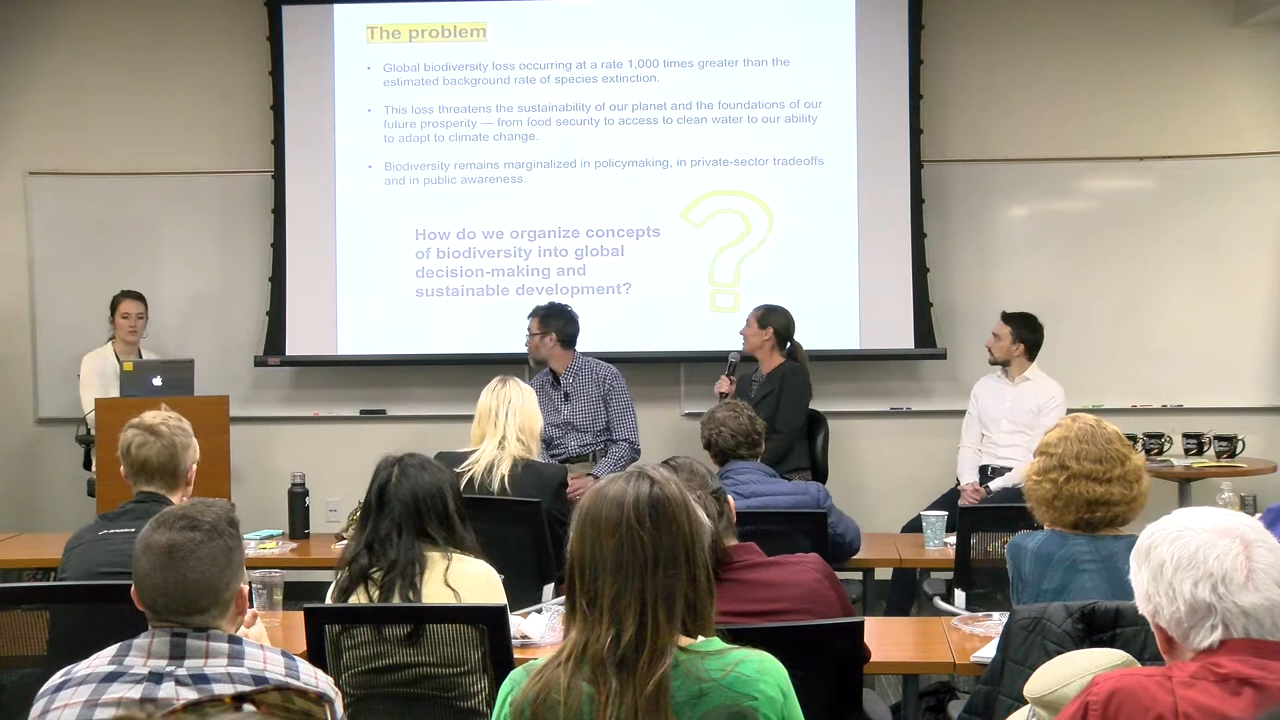 The problem
• Global biodiversity loss occurring at a rate 1,000 times greater than the
estimated background rate of species extinction.
• This loss threatens the sustainability of our planet and the foundations of our
future prosperity — from food security to access to clean water to our ability
to adapt to climate change.
• Biodiversity remains marginalized in policymaking, in private-sector tradeoffs
and in public awareness.
How do we organize concepts
of biodiversity into global
decision-making and
sustainable development?
?